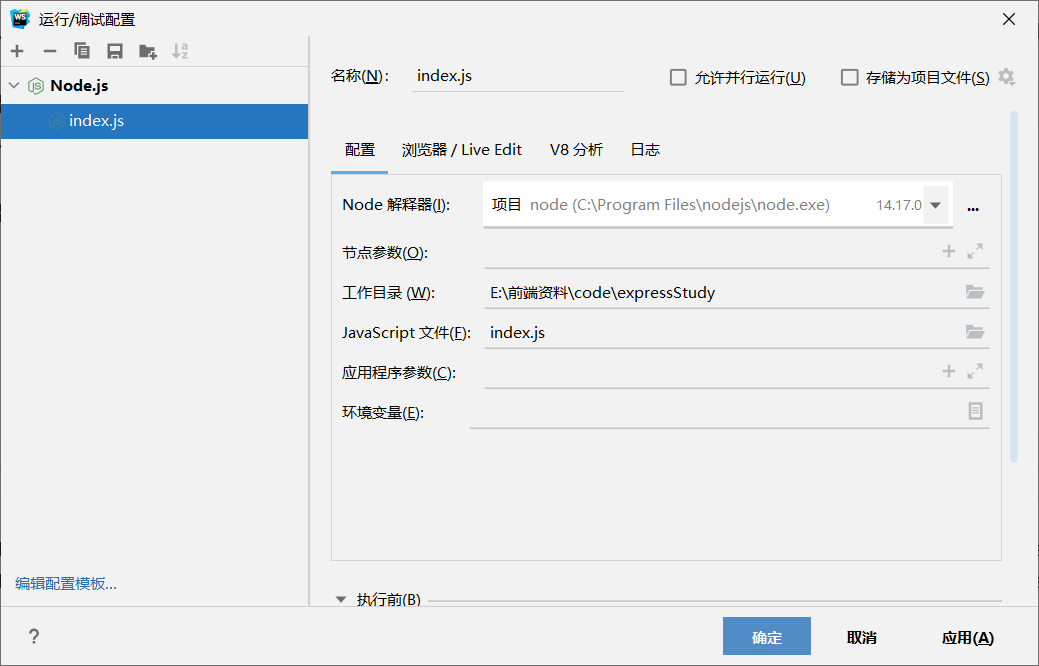 WS 运行/调试配置
Node.js
index.js
编辑配置模板...
名称(N): index.js 允许并行运行(U) 存储为项目文件(S)
配置 浏览器 / Live Edit V8 分析 日志
Node 解释器(I): 项目 node (C:\Program Files\nodejs\node.exe) 14.17.0 ...
节点参数(O):
工作目录 (W): E:\前端资料\code\expressStudy
JavaScript 文件(F): index.js
应用程序参数(C):
环境变量(E):
执行前(B)
? 确定 取消 应用(A)